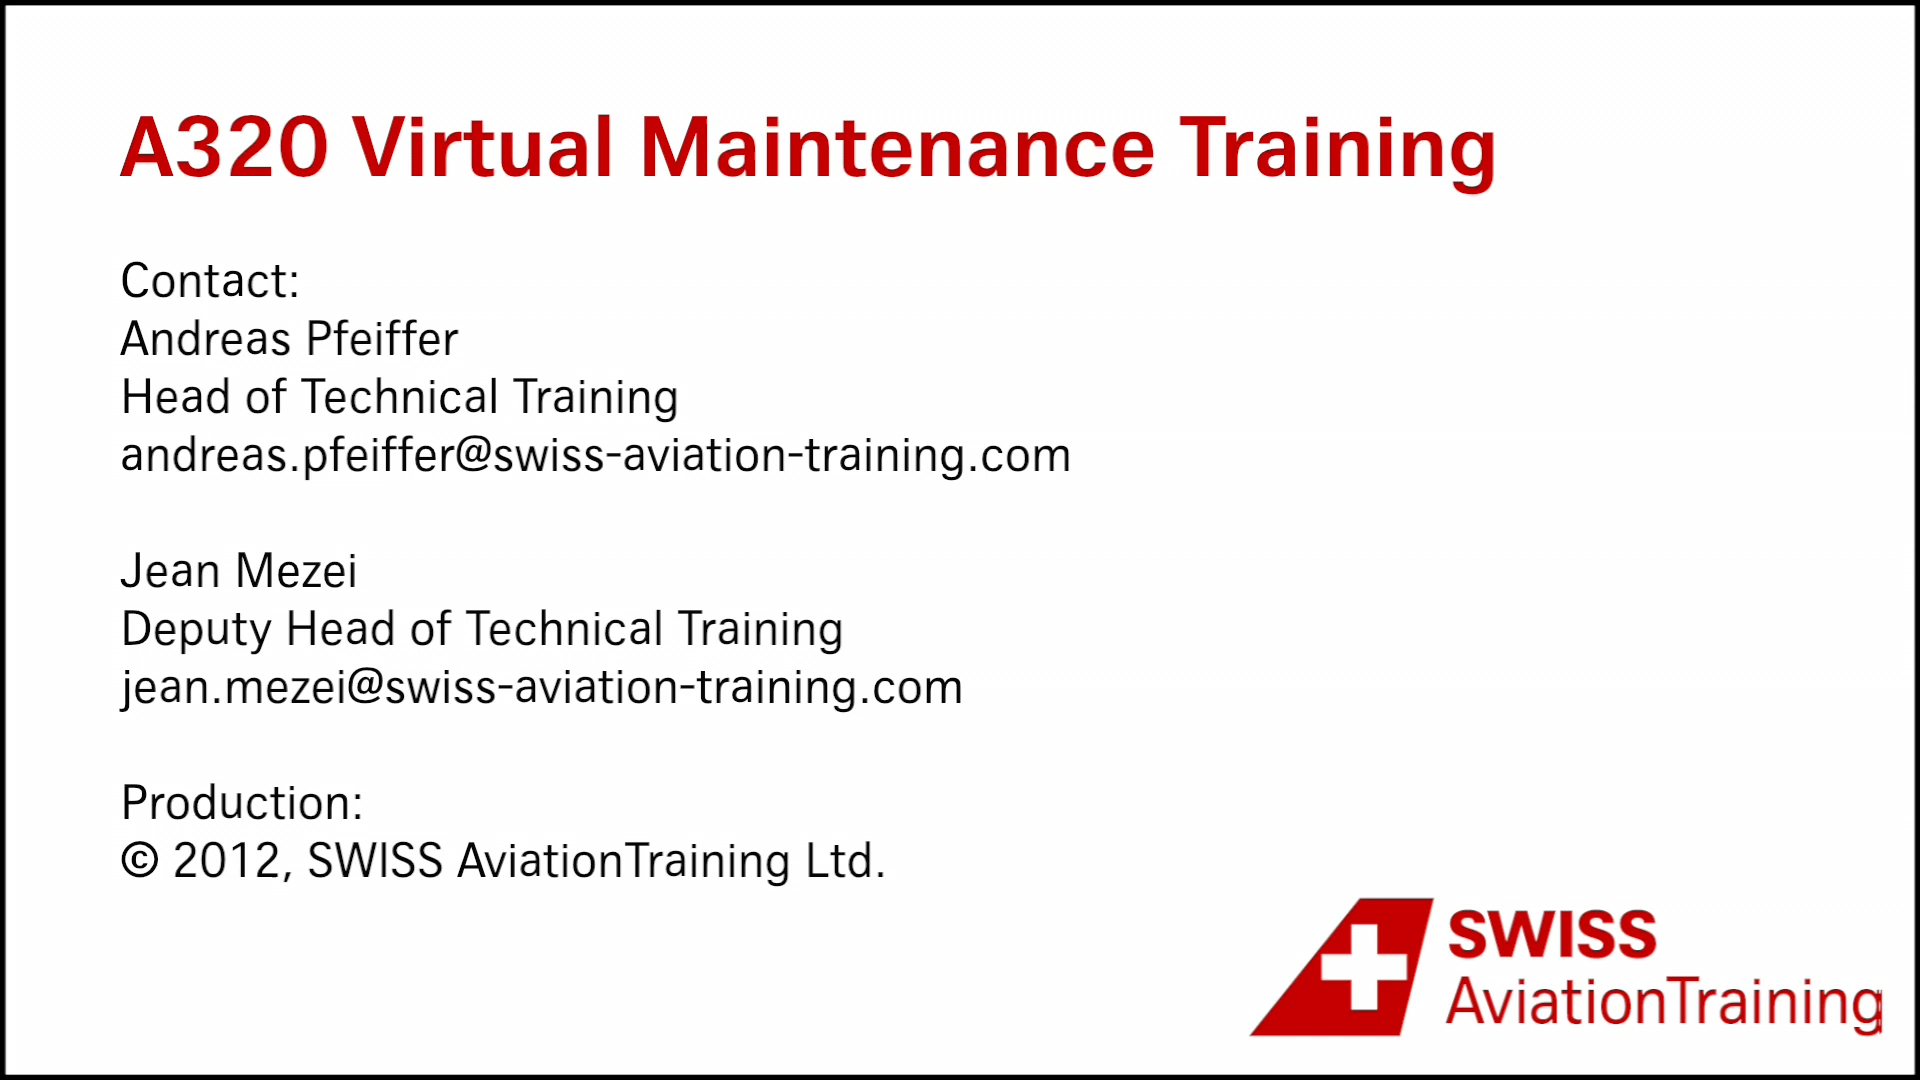 A320 Virtual Maintenance Training
Contact:
Andreas Pfeiffer
Head of Technical Training
andreas.pfeiffer@swiss-aviation-training.com
Jean Mezei
Deputy Head of Technical Training
jean.mezei@swiss-aviation-training.com
Production:
© 2012, SWISS AviationTraining Ltd.
SWISS
AviationTraining